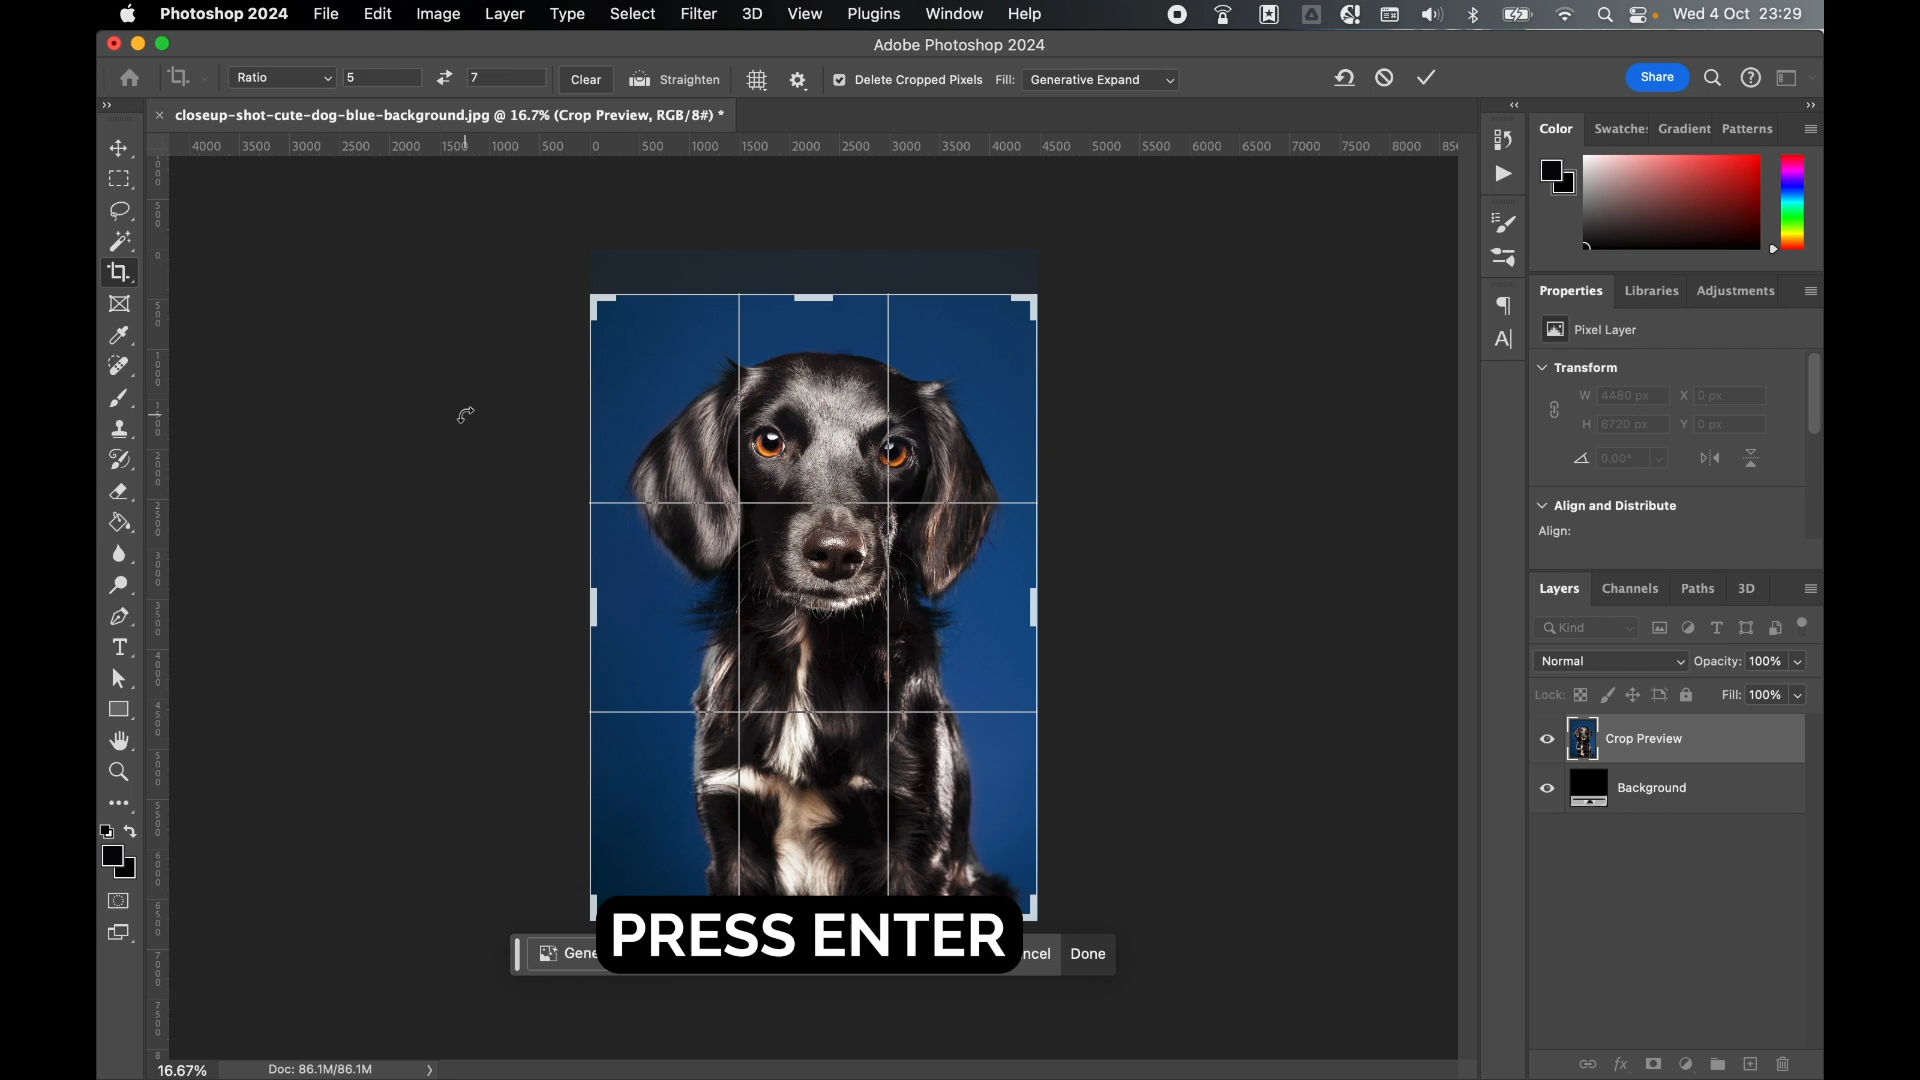 Photoshop 2024 File Edit Image Layer Type Select Filter 3D View Plugins Window Help Wed 4 Oct 23:29
Adobe Photoshop 2024
Ratio 5 7 Clear Straighten Delete Cropped Pixels Fill: Generative Expand Share
closeup-shot-cute-dog-blue-background.jpg @ 16.7% (Crop Preview, RGB/8#) *
4000 3500 3000 2500 2000 1500 1000 500 0 500 1000 1500 2000 2500 3000 3500 4000 4500 5000 5500 6000 6500 7000 7500 8000
Color Swatches Gradient Patterns
Properties Libraries Adjustments
Pixel Layer
Transform
W 4480 px X 0 px
H 6720 px Y 0 px
0.00°
Align and Distribute
Align:
Layers Channels Paths 3D
Kind
Normal Opacity: 100%
Lock: Fill: 100%
Crop Preview
Background
PRESS ENTER
Gene ncel Done
16.67% Doc: 86.1M/86.1M